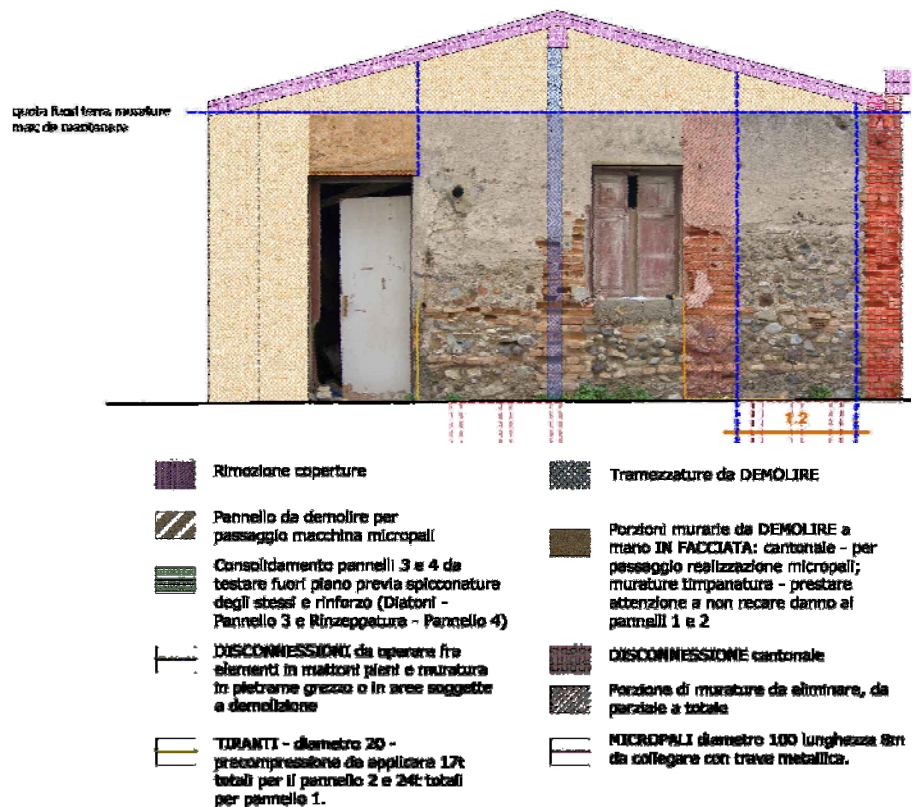 quota fuori terra murature
max da mantenere
1.2
Rimozione coperture
Pannello da demolire per
passaggio macchina micropali
Consolidamento pannelli 3 e 4 da
testare fuori piano previa spicconatura
degli stessi e rinforzo (Diatoni -
Pannello 3 e Rinzeppatura - Pannello 4)
DISCONNESSIONI da operare fra
elementi in mattoni pieni e muratura
in pietrame grezzo o in aree soggette
a demolizione
TIRANTI - diametro 20 -
precompressione da applicare 17t
totali per il pannello 2 e 24t totali
per pannello 1.
Tramezzature da DEMOLIRE
Porzioni murarie da DEMOLIRE a
mano IN FACCIATA: cantonale - per
passaggio realizzazione micropali;
murature timpanatura - prestare
attenzione a non recare danno ai
pannelli 1 e 2
DISCONNESSIONE cantonale
Porzione di murature da eliminare, da
parziale a totale
MICROPALI diametro 100 lunghezza 8m
da collegare con trave metallica.